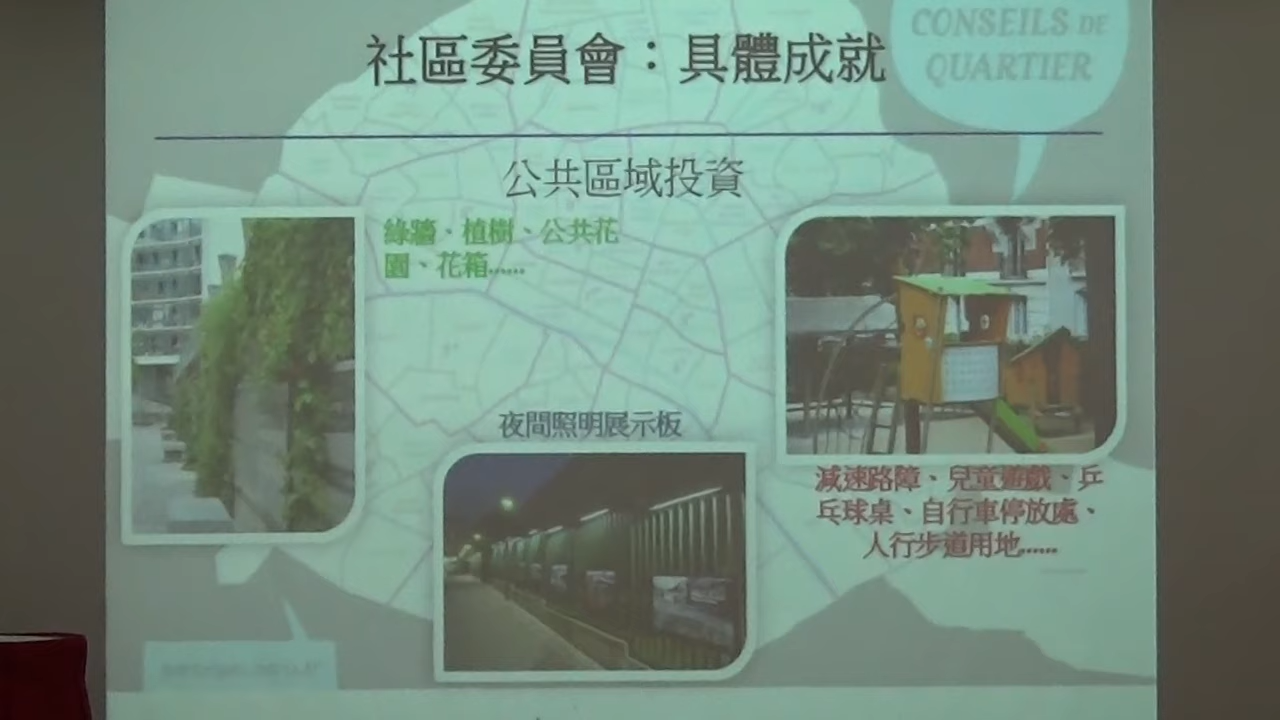 CONSEILS DE
QUARTIER
社區委員會：具體成就
公共區域投資
綠牆、植樹、公共花
園、花箱......
夜間照明展示板
減速路障、兒童遊戲、乒
乓球桌、自行車停放處、
人行步道用地......